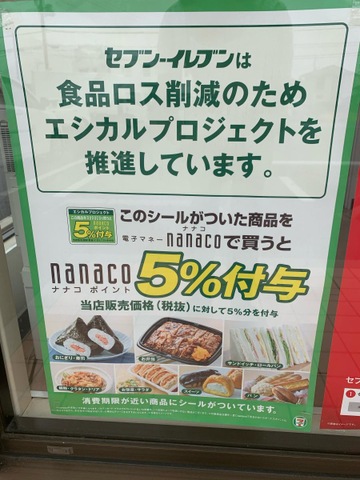 セブン-イレブンは
食品ロス削減のため
エシカルプロジェクトを
推進しています。
エシカルプロジェクト
5%付与
このシールがついた商品を
電子マネーnanacoで買うと
ナナコ
nanaco
ナナコ ポイント
5%付与
当店販売価格(税抜)に対して5%分を付与
おにぎり・寿司
お弁当
サンドイッチ・ロールパン
麺類・グラタン・ドリア
お惣菜・サラダ
スイーツ
パン
消費期限が近い商品にシールがついています。